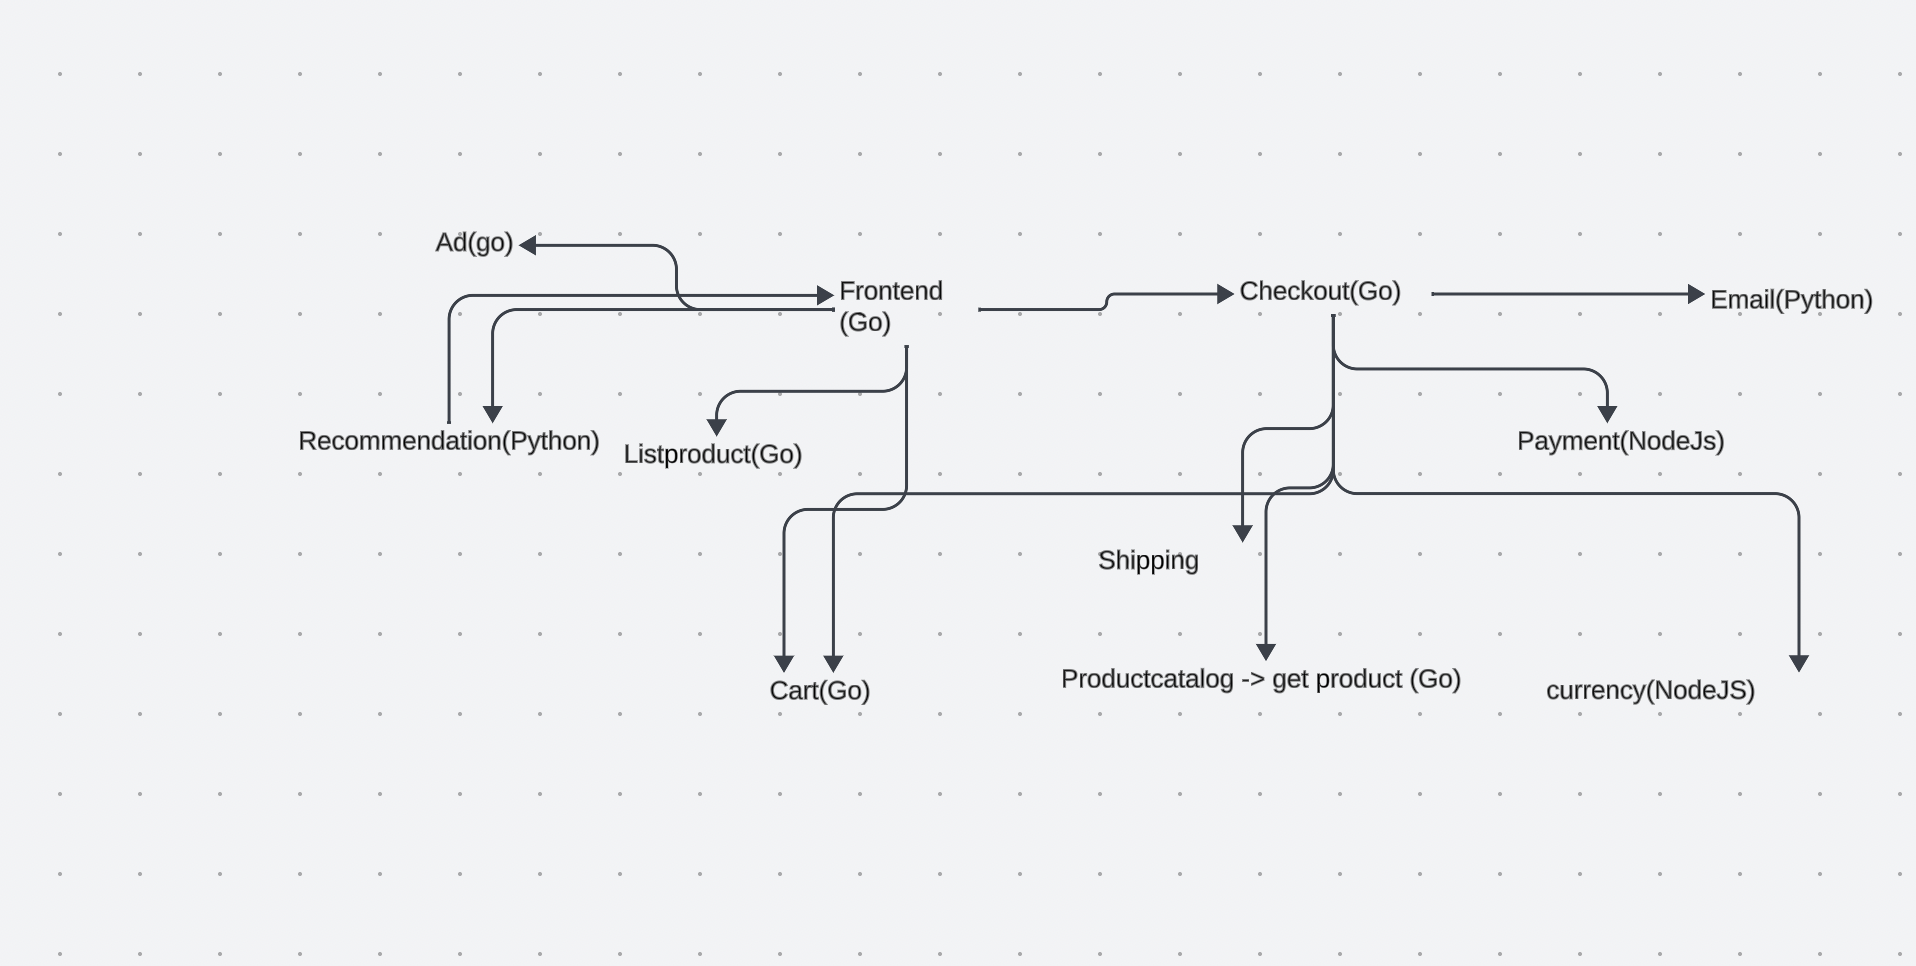 Ad(go)
Frontend
(Go)
Checkout(Go)
Email(Python)
Recommendation(Python)
Listproduct(Go)
Payment(NodeJs)
Shipping
Cart(Go)
Productcatalog -> get product (Go)
currency(NodeJS)